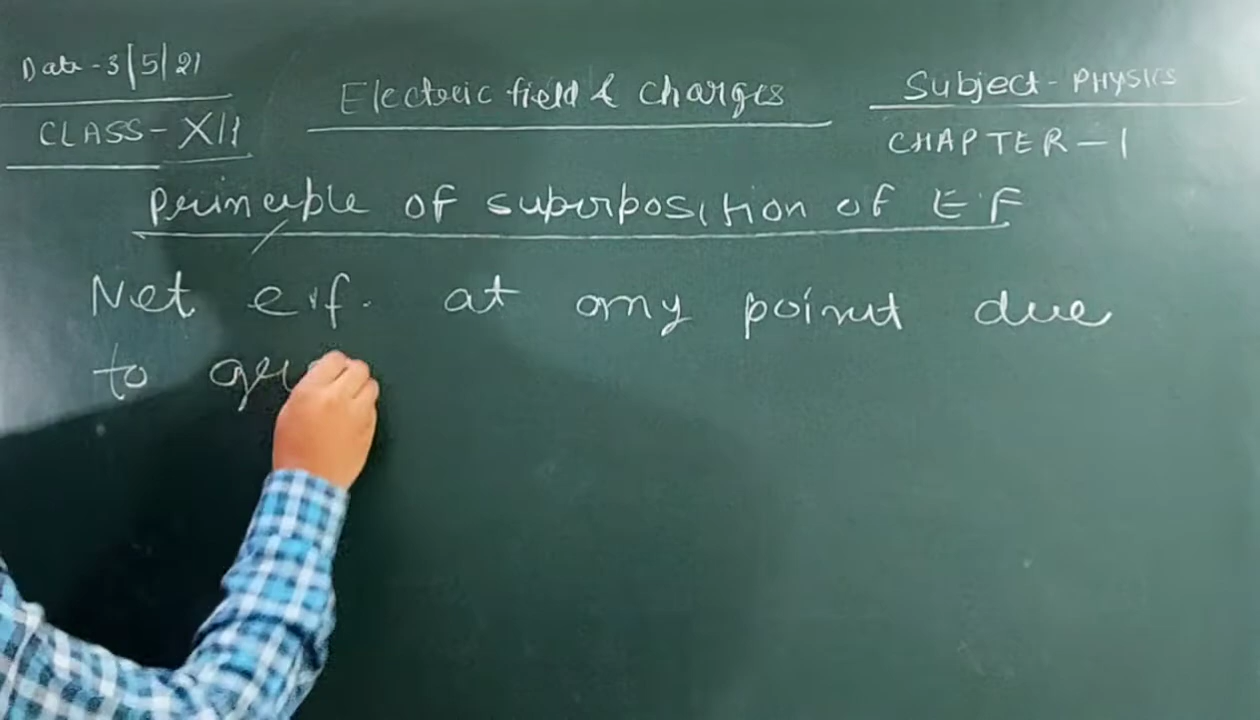 Date - 3|5|21
CLASS - XII
Electric field & charges
Subject - PHYSICS
CHAPTER - 1
Principle of superposition of E.F
Net e.f. at any point due
to